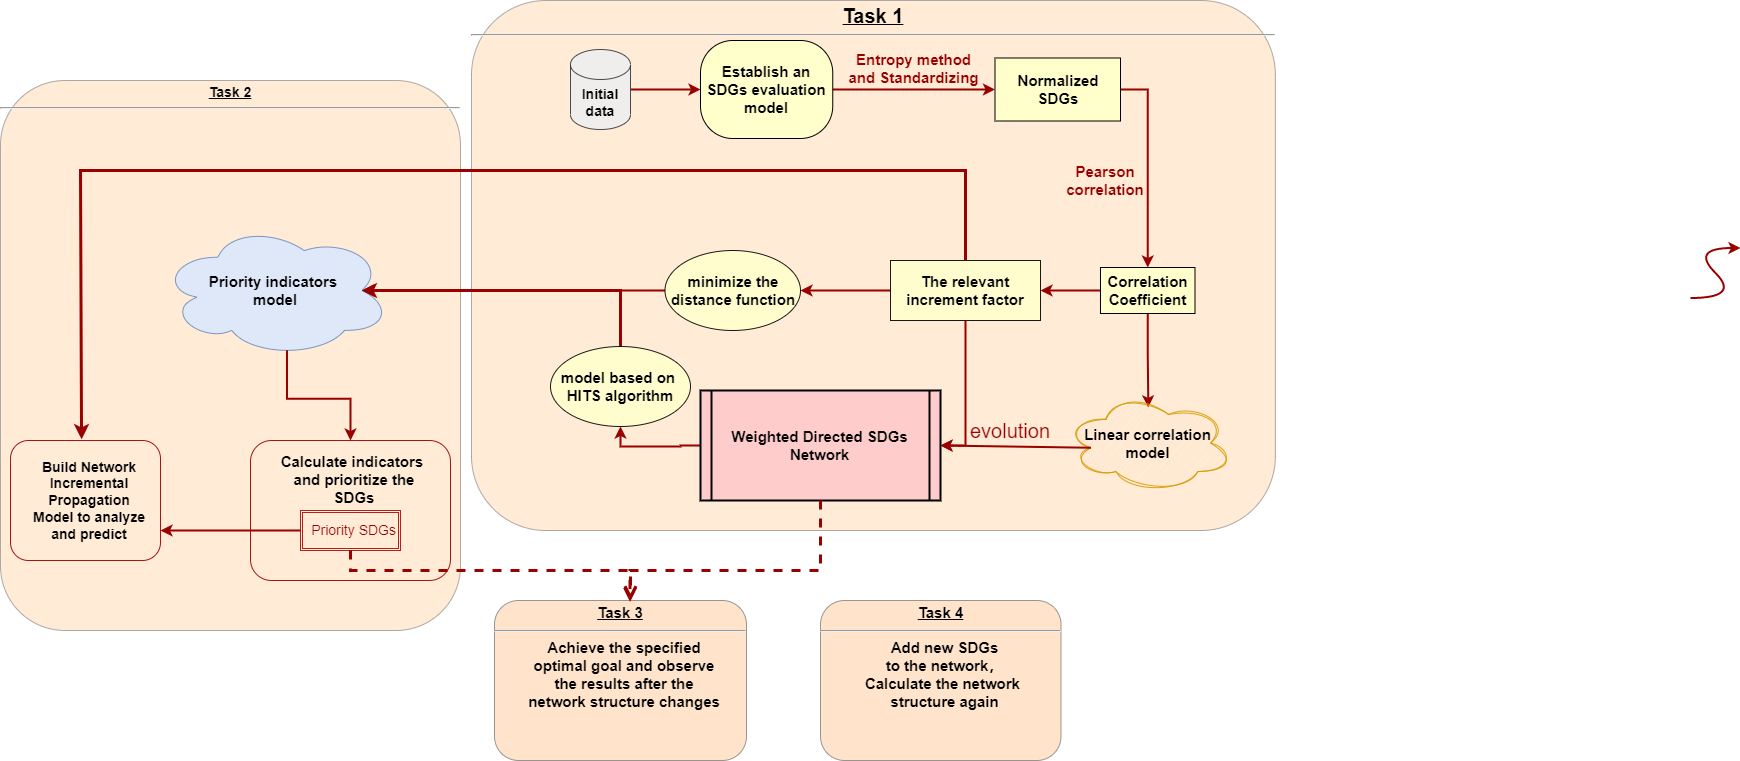 Task 1
Initial
data
Establish an
SDGs evaluation
model
Entropy method
and Standardizing
Normalized
SDGs
Pearson
correlation
Correlation
Coefficient
The relevant
increment factor
minimize the
distance function
model based on
HITS algorithm
Weighted Directed SDGs
Network
evolution
Linear correlation
model
Task 2
Priority indicators
model
Calculate indicators
and prioritize the
SDGs
Priority SDGs
Build Network
Incremental
Propagation
Model to analyze
and predict
Task 3
Achieve the specified
optimal goal and observe
the results after the
network structure changes
Task 4
Add new SDGs
to the network,
Calculate the network
structure again